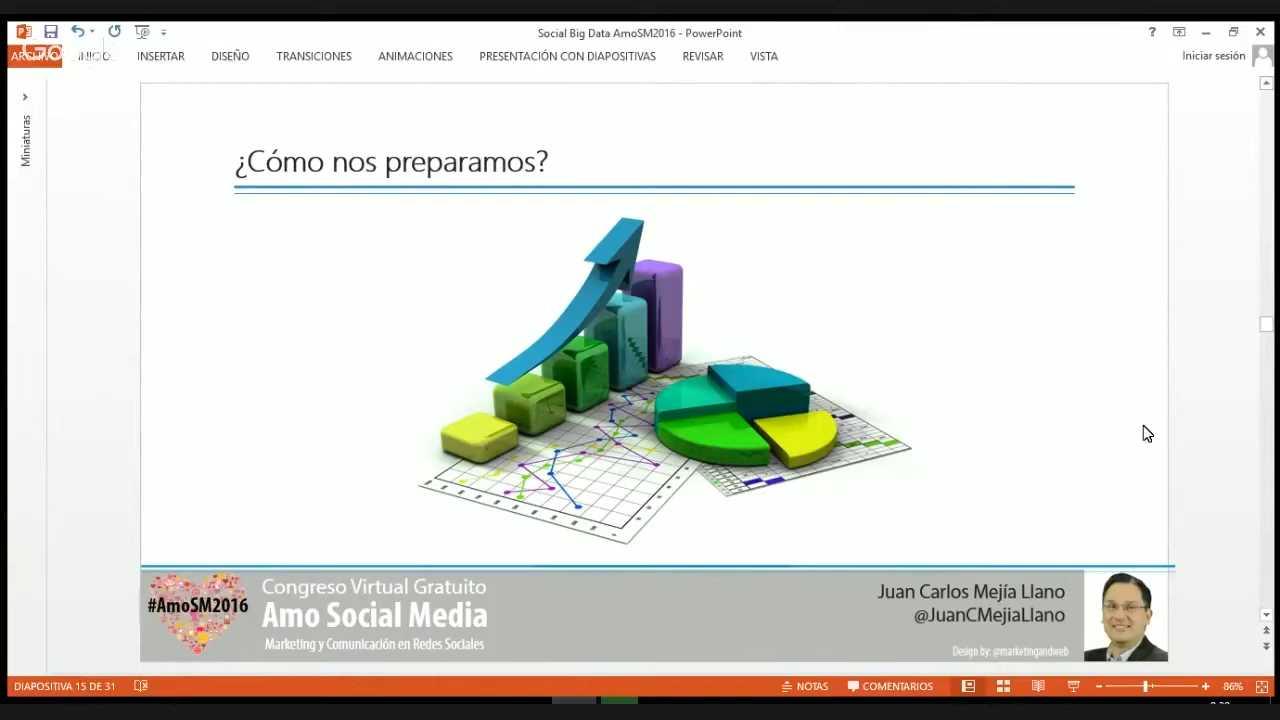 Social Big Data AmoSM2016 - PowerPoint
ARCHIVO INICIO INSERTAR DISEÑO TRANSICIONES ANIMACIONES PRESENTACIÓN CON DIAPOSITIVAS REVISAR VISTA
Iniciar sesión
Miniaturas
¿Cómo nos preparamos?
#AmoSM2016
Congreso Virtual Gratuito
Amo Social Media
Marketing y Comunicación en Redes Sociales
Juan Carlos Mejía Llano
@JuanCMejiaLlano
Design by: @marketingandweb
DIAPOSITIVA 15 DE 31
NOTAS
COMENTARIOS
86%